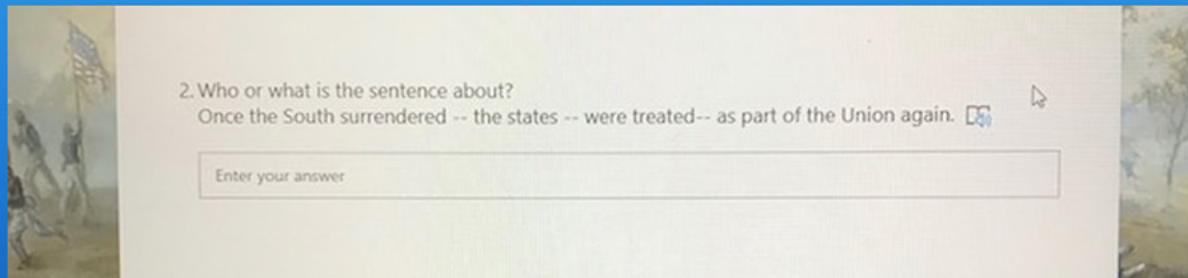 2. Who or what is the sentence about?
Once the South surrendered -- the states -- were treated-- as part of the Union again.
Enter your answer